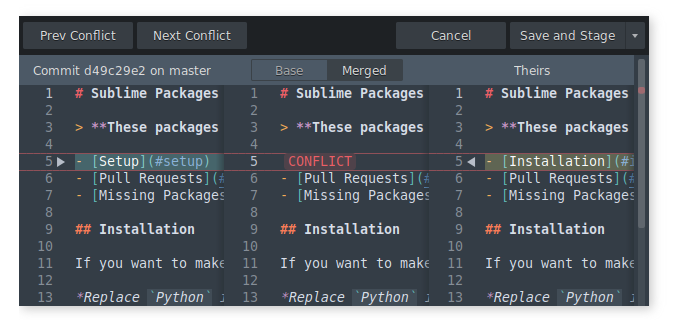 Prev Conflict Next Conflict Cancel Save and Stage
Commit d49c29e2 on master Base Merged Theirs
1 # Sublime Packages 1 # Sublime Packages 1 # Sublime Packages
2 2 2
3 > **These packages 3 > **These packages 3 > **These packages
4 4 4
5 - [Setup](#setup) 5 CONFLICT 5 - [Installation](#i
6 - [Pull Requests](# 6 - [Pull Requests](# 6 - [Pull Requests](#
7 - [Missing Packages 7 - [Missing Packages 7 - [Missing Packages
8 8 8
9 ## Installation 9 ## Installation 9 ## Installation
10 10 10
11 If you want to make 11 If you want to make 11 If you want to make
12 12 12
13 *Replace `Python` i 13 *Replace `Python` i 13 *Replace `Python` i